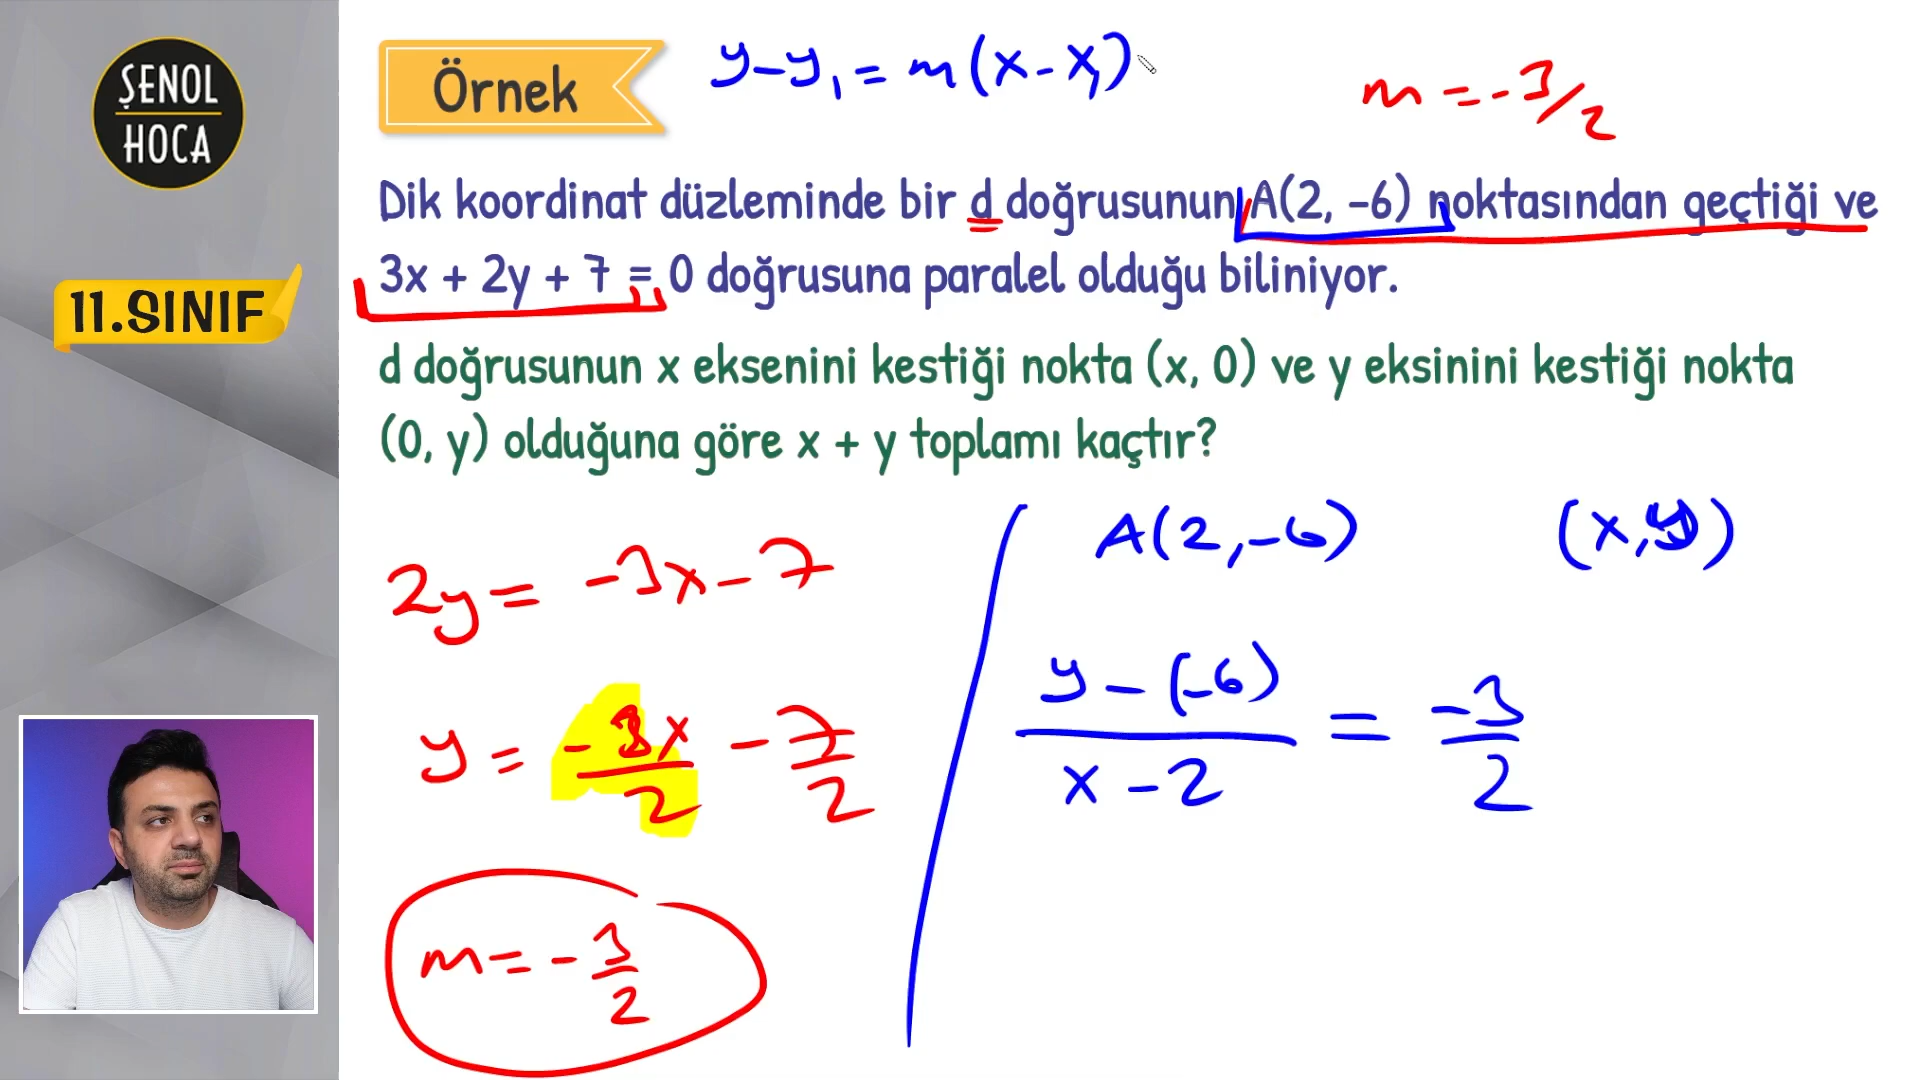 ŞENOL
HOCA
11.SINIF
Örnek
y-y₁ = m(x-x₁)
m = -3/2
Dik koordinat düzleminde bir d doğrusunun A(2, -6) noktasından geçtiği ve
3x + 2y + 7 = 0 doğrusuna paralel olduğu biliniyor.
d doğrusunun x eksenini kestiği nokta (x, 0) ve y eksinini kestiği nokta
(0, y) olduğuna göre x + y toplamı kaçtır?
2y = -3x - 7
y = -3x/2 - 7/2
m = -3/2
A(2,-6) (x,y)
y-(-6)/x-2 = -3/2